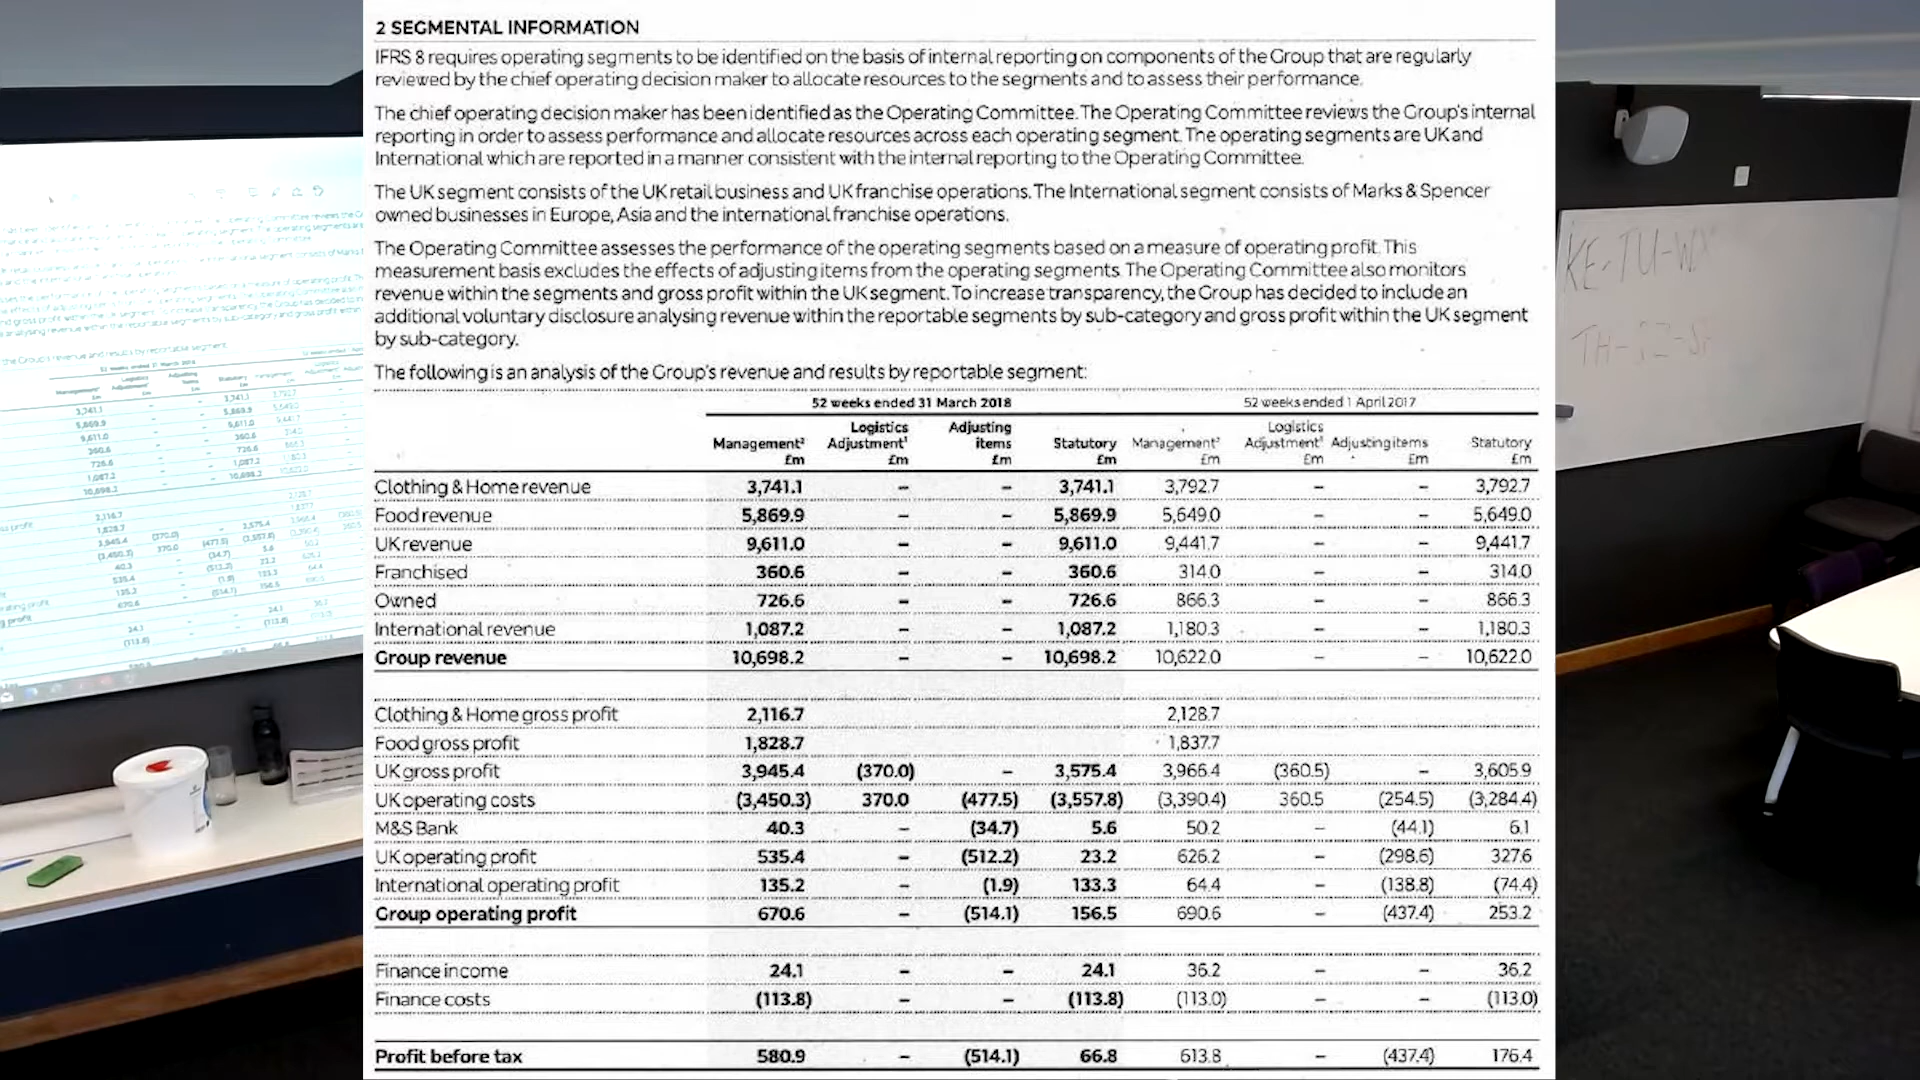 2 SEGMENTAL INFORMATION
IFRS 8 requires operating segments to be identified on the basis of internal reporting on components of the Group that are regularly
reviewed by the chief operating decision maker to allocate resources to the segments and to assess their performance.
The chief operating decision maker has been identified as the Operating Committee. The Operating Committee reviews the Group's internal
reporting in order to assess performance and allocate resources across each operating segment. The operating segments are UK and
International which are reported in a manner consistent with the internal reporting to the Operating Committee.
The UK segment consists of the UK retail business and UK franchise operations. The International segment consists of Marks & Spencer
owned businesses in Europe, Asia and the international franchise operations.
The Operating Committee assesses the performance of the operating segments based on a measure of operating profit. This
measurement basis excludes the effects of adjusting items from the operating segments. The Operating Committee also monitors
revenue within the segments and gross profit within the UK segment. To increase transparency, the Group has decided to include an
additional voluntary disclosure analysing revenue within the reportable segments by sub-category and gross profit within the UK segment
by sub-category.
The following is an analysis of the Group's revenue and results by reportable segment:
52 weeks ended 31 March 2018 52 weeks ended 1 April 2017
Logistics Adjusting Logistics
Management² Adjustment¹ items Statutory Management² Adjustment¹ Adjusting items Statutory
£m £m £m £m £m £m £m £m
Clothing & Home revenue 3,741.1 – – 3,741.1 3,792.7 – – 3,792.7
Food revenue 5,869.9 – – 5,869.9 5,649.0 – – 5,649.0
UK revenue 9,611.0 – – 9,611.0 9,441.7 – – 9,441.7
Franchised 360.6 – – 360.6 314.0 – – 314.0
Owned 726.6 – – 726.6 866.3 – – 866.3
International revenue 1,087.2 – – 1,087.2 1,180.3 – – 1,180.3
Group revenue 10,698.2 – – 10,698.2 10,622.0 – – 10,622.0
Clothing & Home gross profit 2,116.7 2,128.7
Food gross profit 1,828.7 1,837.7
UK gross profit 3,945.4 (370.0) – 3,575.4 3,966.4 (360.5) – 3,605.9
UK operating costs (3,450.3) 370.0 (477.5) (3,557.8) (3,390.4) 360.5 (254.5) (3,284.4)
M&S Bank 40.3 – (34.7) 5.6 50.2 – (44.1) 6.1
UK operating profit 535.4 – (512.2) 23.2 626.2 – (298.6) 327.6
International operating profit 135.2 – (1.9) 133.3 64.4 – (138.8) (74.4)
Group operating profit 670.6 – (514.1) 156.5 690.6 – (437.4) 253.2
Finance income 24.1 – – 24.1 36.2 – – 36.2
Finance costs (113.8) – – (113.8) (113.0) – – (113.0)
Profit before tax 580.9 – (514.1) 66.8 613.8 – (437.4) 176.4
KE-TU-WX